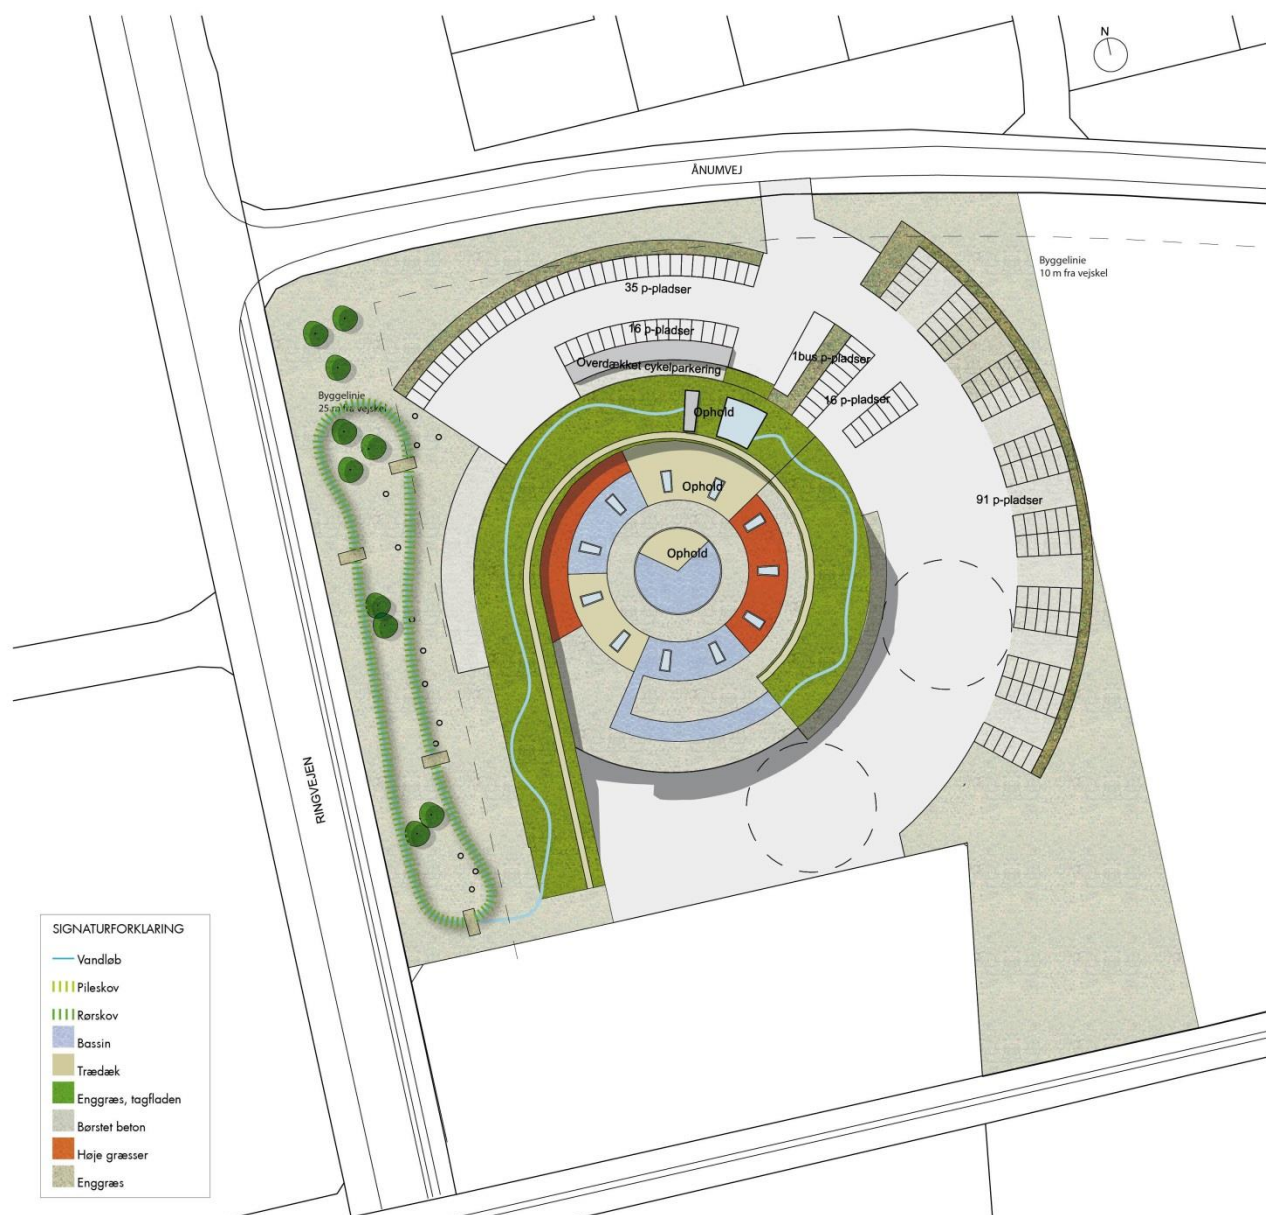 N
ÅNUMVEJ
Byggelinie
10 m fra vejskel
35 p-pladser
16 p-pladser
Overdækket cykelparkering
1bus p-pladser
16 p-pladser
Byggelinie
25 m fra vejskel
Ophold
Ophold
91 p-pladser
Ophold
RINGVEJEN
SIGNATURFORKLARING
Vandløb
Pileskov
Rørskov
Bassin
Trædæk
Enggræs, tagfladen
Børstet beton
Høje græsser
Enggræs